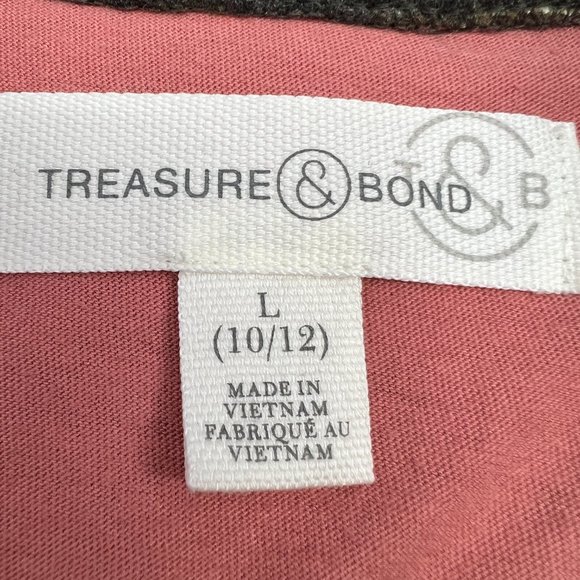 TREASURE & BOND
T & B
L
(10/12)
MADE IN
VIETNAM
FABRIQUÉ AU
VIETNAM